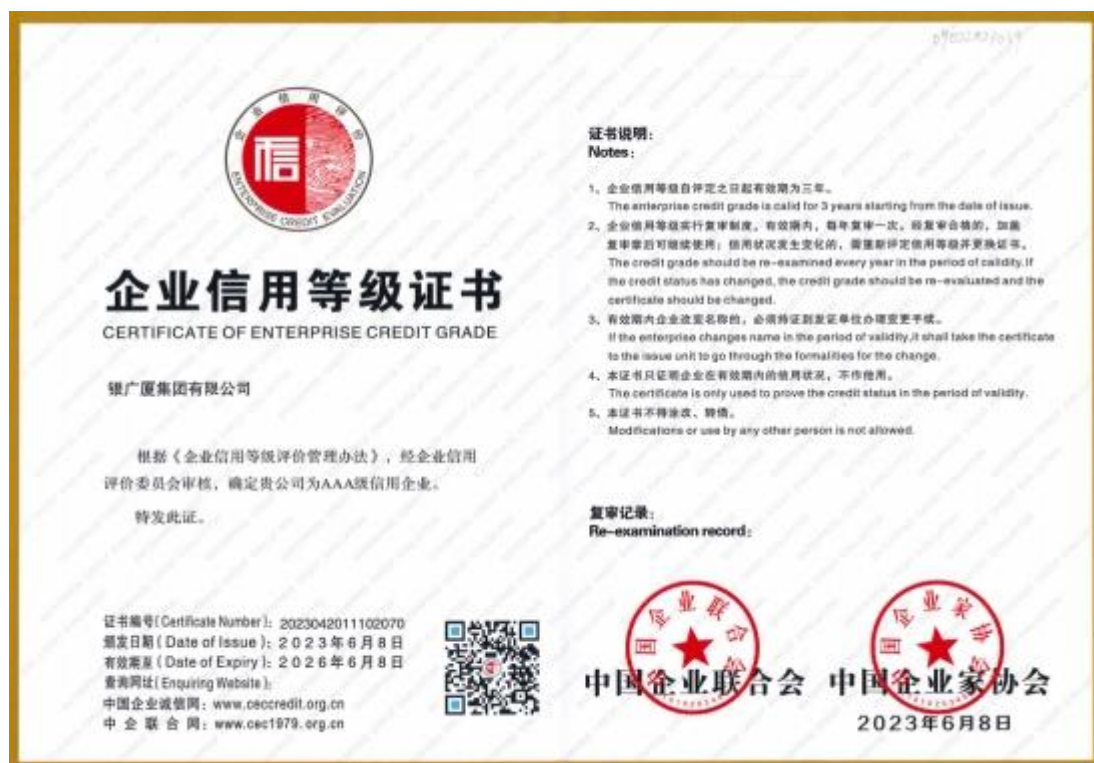 企业信用评价
信
ENTERPRISE CREDIT EVALUATION
企业信用等级证书
CERTIFICATE OF ENTERPRISE CREDIT GRADE
银广厦集团有限公司
根据《企业信用等级评价管理办法》，经企业信用
评价委员会审核，确定贵公司为AAA级信用企业。
特发此证。
证书编号(Certificate Number)：2023042011102070
颁发日期(Date of Issue)：2023年6月8日
有效期至(Date of Expiry)：2026年6月8日
查询网址(Enquiring Website)：
中国企业诚信网：www.ceccredit.org.cn
中企联合网：www.cec1979.org.cn
证书说明：
Notes：
1、企业信用等级自评定之日起有效期为三年。
The enterprise credit grade is calid for 3 years starting from the date of issue.
2、企业信用等级实行复审制度，有效期内，每年复审一次。经复审合格的，加盖
复审章后可继续使用；信用状况发生变化的，需重新评定信用等级并更换证书。
The credit grade should be re-examined every year in the period of calidity.If
the credit status has changed, the credit grade should be re-evaluated and the
certificate should be changed.
3、有效期内企业改变名称的，必须持证到发证单位办理变更手续。
If the enterprise changes name in the period of validity,it shall take the certificate
to the issue unit to go through the formalities for the change.
4、本证书只证明企业在有效期内的信用状况，不作他用。
The certificate is only used to prove the credit status in the period of validity.
5、本证书不得涂改、转借。
Modifications or use by any other person is not allowed.
复审记录：
Re-examination record：
中国企业联合会
中国企业家协会
中国企业联合会 中国企业家协会
2023年6月8日